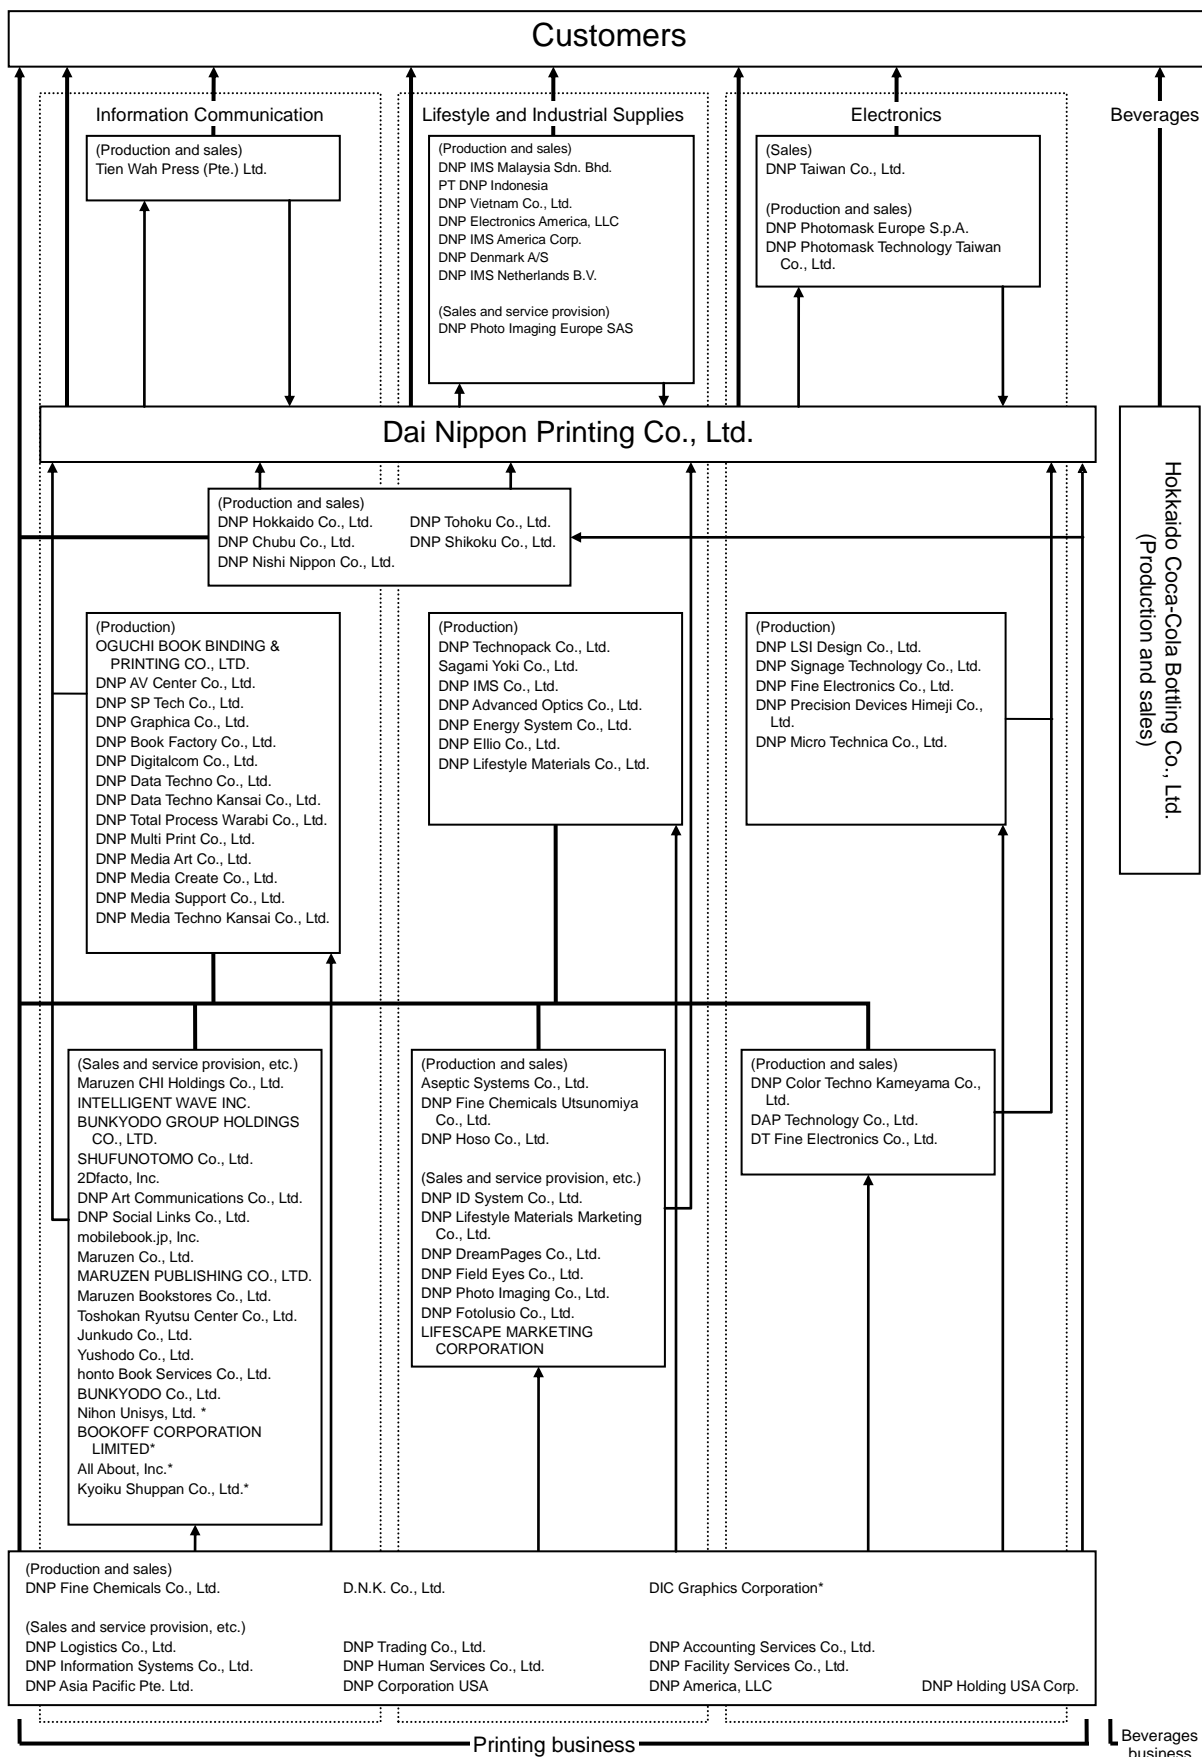 Customers
Information Communication
(Production and sales)
Tien Wah Press (Pte.) Ltd.
Lifestyle and Industrial Supplies
(Production and sales)
DNP IMS Malaysia Sdn. Bhd.
PT DNP Indonesia
DNP Vietnam Co., Ltd.
DNP Electronics America, LLC
DNP IMS America Corp.
DNP Denmark A/S
DNP IMS Netherlands B.V.
(Sales and service provision)
DNP Photo Imaging Europe SAS
Electronics
(Sales)
DNP Taiwan Co., Ltd.
(Production and sales)
DNP Photomask Europe S.p.A.
DNP Photomask Technology Taiwan
Co., Ltd.
Beverages
Dai Nippon Printing Co., Ltd.
Hokkaido Coca-Cola Bottling Co., Ltd.
(Production and sales)
(Production and sales)
DNP Hokkaido Co., Ltd. DNP Tohoku Co., Ltd.
DNP Chubu Co., Ltd. DNP Shikoku Co., Ltd.
DNP Nishi Nippon Co., Ltd.
(Production)
OGUCHI BOOK BINDING &
PRINTING CO., LTD.
DNP AV Center Co., Ltd.
DNP SP Tech Co., Ltd.
DNP Graphica Co., Ltd.
DNP Book Factory Co., Ltd.
DNP Digitalcom Co., Ltd.
DNP Data Techno Co., Ltd.
DNP Data Techno Kansai Co., Ltd.
DNP Total Process Warabi Co., Ltd.
DNP Multi Print Co., Ltd.
DNP Media Art Co., Ltd.
DNP Media Create Co., Ltd.
DNP Media Support Co., Ltd.
DNP Media Techno Kansai Co., Ltd.
(Production)
DNP Technopack Co., Ltd.
Sagami Yoki Co., Ltd.
DNP IMS Co., Ltd.
DNP Advanced Optics Co., Ltd.
DNP Energy System Co., Ltd.
DNP Ellio Co., Ltd.
DNP Lifestyle Materials Co., Ltd.
(Production)
DNP LSI Design Co., Ltd.
DNP Signage Technology Co., Ltd.
DNP Fine Electronics Co., Ltd.
DNP Precision Devices Himeji Co.,
Ltd.
DNP Micro Technica Co., Ltd.
(Sales and service provision, etc.)
Maruzen CHI Holdings Co., Ltd.
INTELLIGENT WAVE INC.
BUNKYODO GROUP HOLDINGS
CO., LTD.
SHUFUNOTOMO Co., Ltd.
2Dfacto, Inc.
DNP Art Communications Co., Ltd.
DNP Social Links Co., Ltd.
mobilebook.jp, Inc.
Maruzen Co., Ltd.
MARUZEN PUBLISHING CO., LTD.
Maruzen Bookstores Co., Ltd.
Toshokan Ryutsu Center Co., Ltd.
Junkudo Co., Ltd.
Yushodo Co., Ltd.
honto Book Services Co., Ltd.
BUNKYODO Co., Ltd.
Nihon Unisys, Ltd. *
BOOKOFF CORPORATION
LIMITED*
All About, Inc.*
Kyoiku Shuppan Co., Ltd.*
(Production and sales)
Aseptic Systems Co., Ltd.
DNP Fine Chemicals Utsunomiya
Co., Ltd.
DNP Hoso Co., Ltd.
(Sales and service provision, etc.)
DNP ID System Co., Ltd.
DNP Lifestyle Materials Marketing
Co., Ltd.
DNP DreamPages Co., Ltd.
DNP Field Eyes Co., Ltd.
DNP Photo Imaging Co., Ltd.
DNP Fotolusio Co., Ltd.
LIFESCAPE MARKETING
CORPORATION
(Production and sales)
DNP Color Techno Kameyama Co.,
Ltd.
DAP Technology Co., Ltd.
DT Fine Electronics Co., Ltd.
(Production and sales)
DNP Fine Chemicals Co., Ltd. D.N.K. Co., Ltd. DIC Graphics Corporation*
(Sales and service provision, etc.)
DNP Logistics Co., Ltd. DNP Trading Co., Ltd. DNP Accounting Services Co., Ltd.
DNP Information Systems Co., Ltd. DNP Human Services Co., Ltd. DNP Facility Services Co., Ltd.
DNP Asia Pacific Pte. Ltd. DNP Corporation USA DNP America, LLC DNP Holding USA Corp.
Printing business
Beverages
business